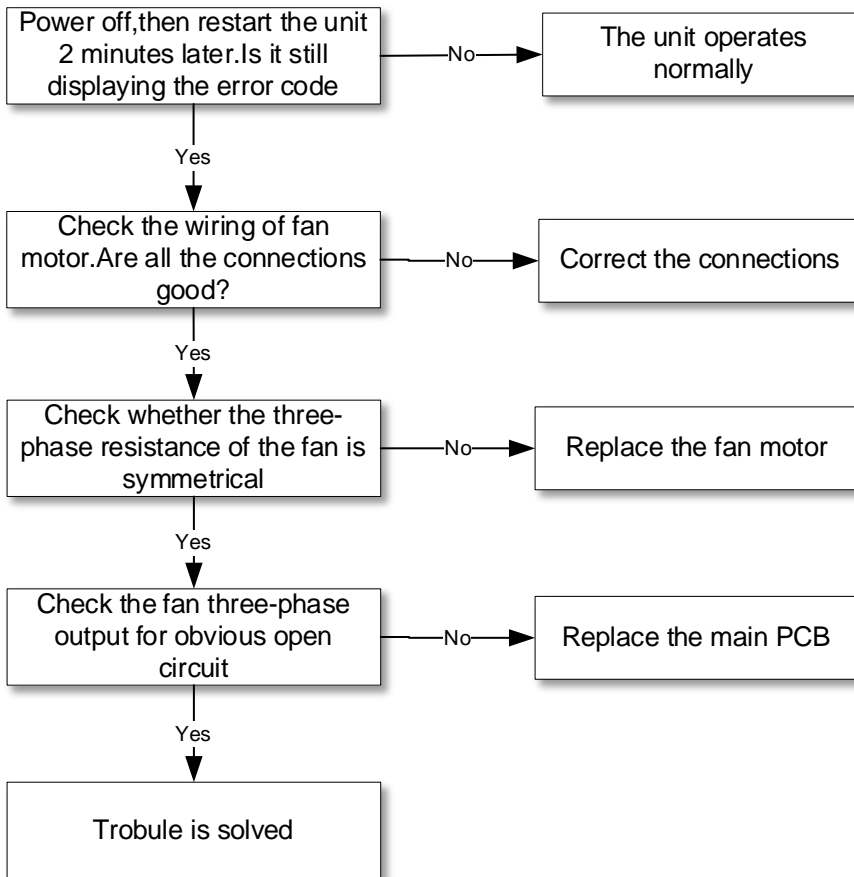 Power off,then restart the unit
2 minutes later.Is it still
displaying the error code
No
The unit operates
normally
Yes
Check the wiring of fan
motor.Are all the connections
good?
No
Correct the connections
Yes
Check whether the three-
phase resistance of the fan is
symmetrical
No
Replace the fan motor
Yes
Check the fan three-phase
output for obvious open
circuit
No
Replace the main PCB
Yes
Trobule is solved